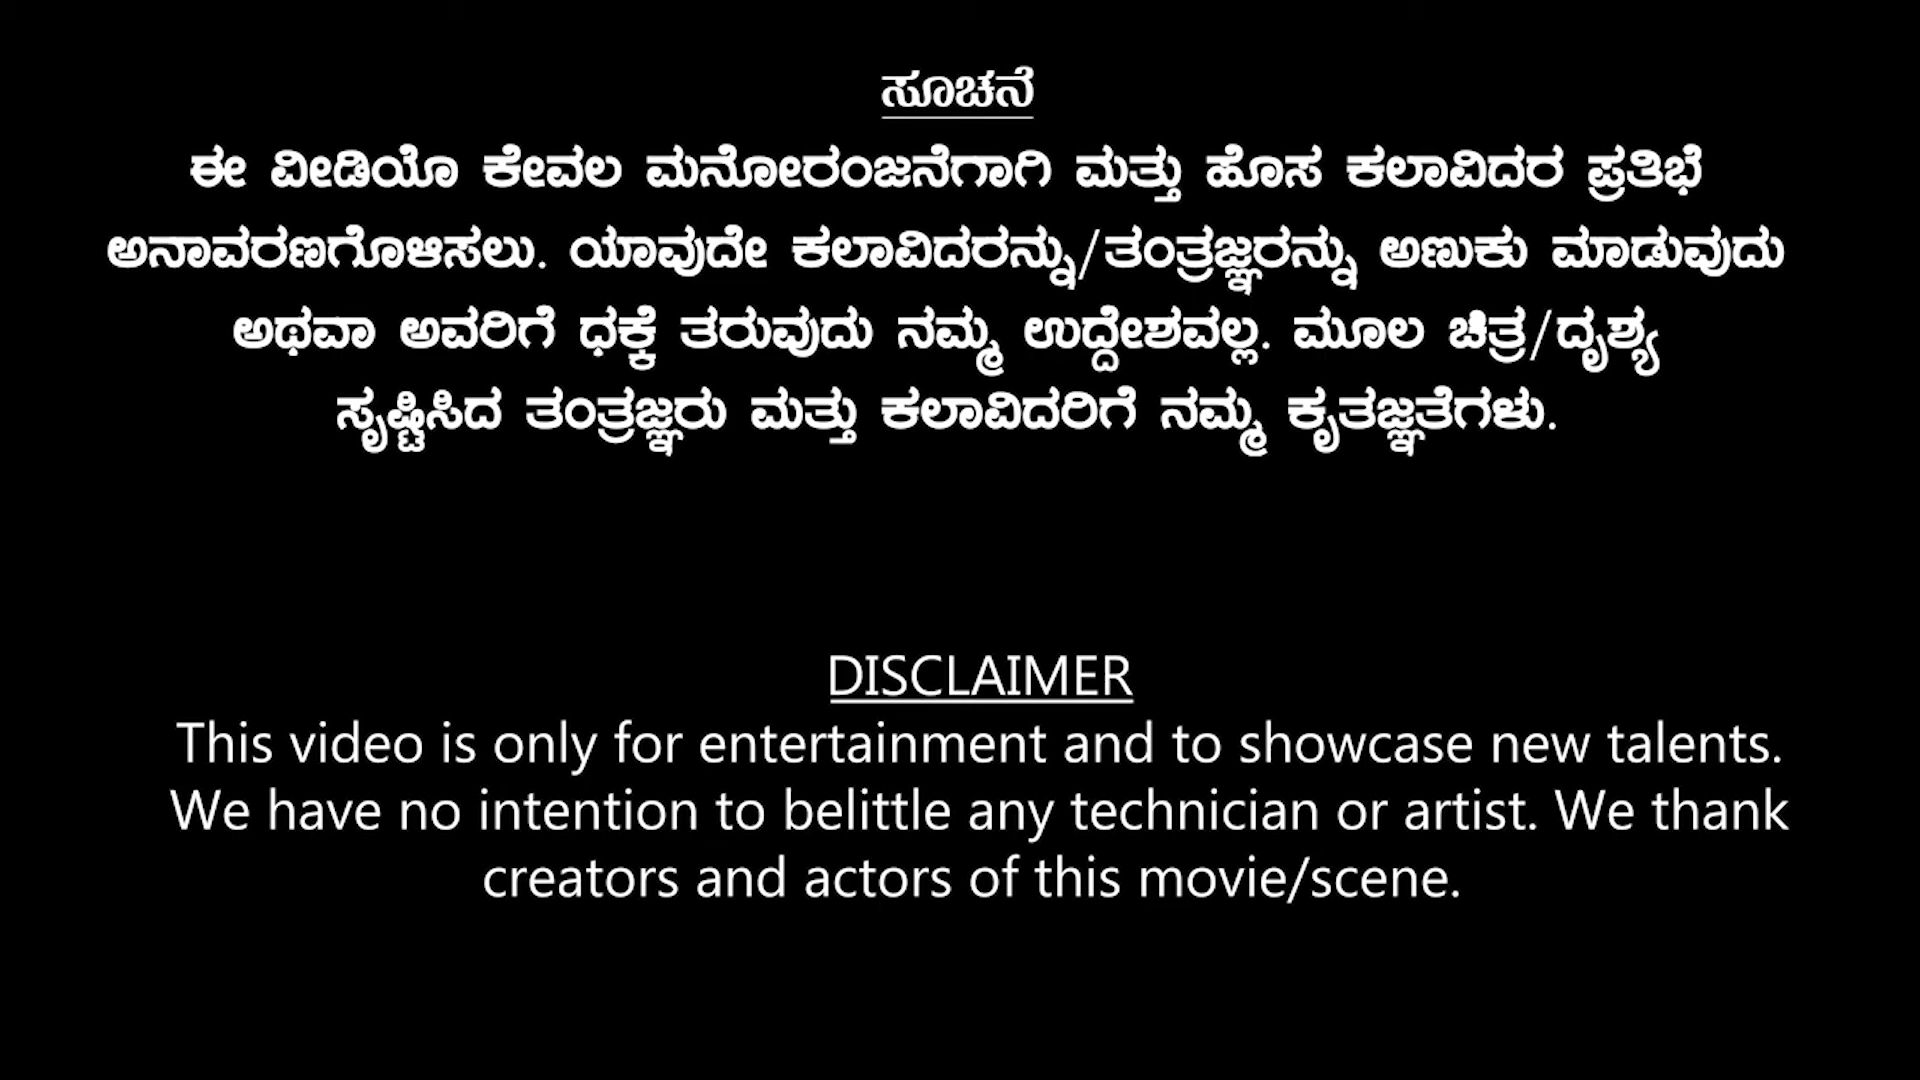 ಸೂಚನೆ
ಈ ವೀಡಿಯೊ ಕೇವಲ ಮನೋರಂಜನೆಗಾಗಿ ಮತ್ತು ಹೊಸ ಕಲಾವಿದರ ಪ್ರತಿಭೆ
ಅನಾವರಣಗೊಳಿಸಲು. ಯಾವುದೇ ಕಲಾವಿದರನ್ನು/ತಂತ್ರಜ್ಞರನ್ನು ಅಣುಕು ಮಾಡುವುದು
ಅಥವಾ ಅವರಿಗೆ ಧಕ್ಕೆ ತರುವುದು ನಮ್ಮ ಉದ್ದೇಶವಲ್ಲ. ಮೂಲ ಚಿತ್ರ/ದೃಶ್ಯ
ಸೃಷ್ಟಿಸಿದ ತಂತ್ರಜ್ಞರು ಮತ್ತು ಕಲಾವಿದರಿಗೆ ನಮ್ಮ ಕೃತಜ್ಞತೆಗಳು.
DISCLAIMER
This video is only for entertainment and to showcase new talents.
We have no intention to belittle any technician or artist. We thank
creators and actors of this movie/scene.